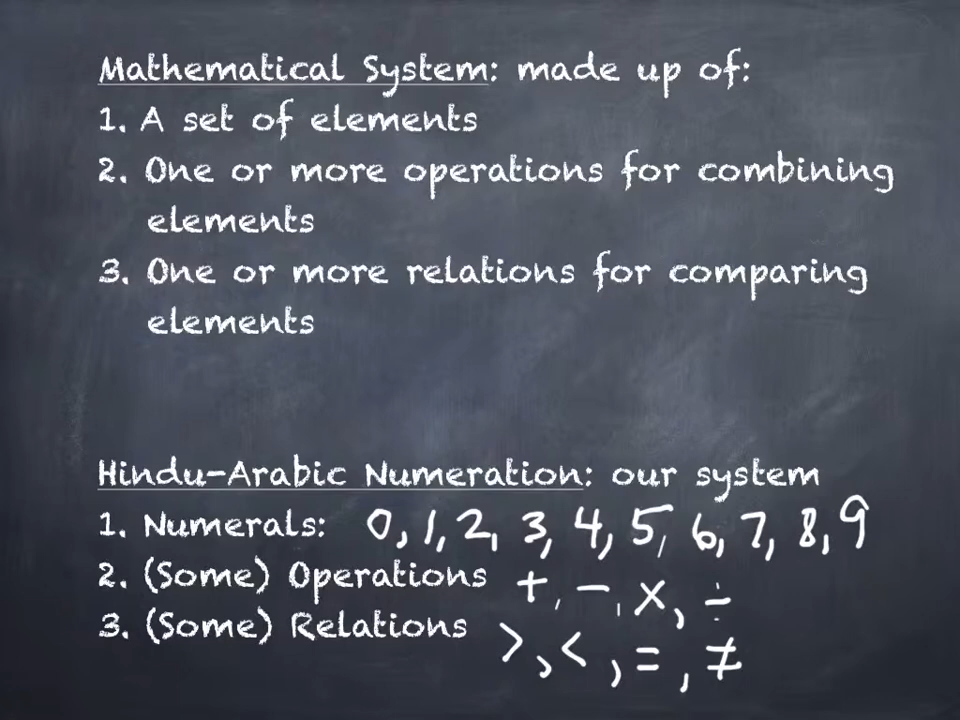 Mathematical System: made up of:
1. A set of elements
2. One or more operations for combining
elements
3. One or more relations for comparing
elements
Hindu-Arabic Numeration: our system
1. Numerals: 0, 1, 2, 3, 4, 5, 6, 7, 8, 9
2. (Some) Operations +, -, x, ÷
3. (Some) Relations >, <, =, ≠